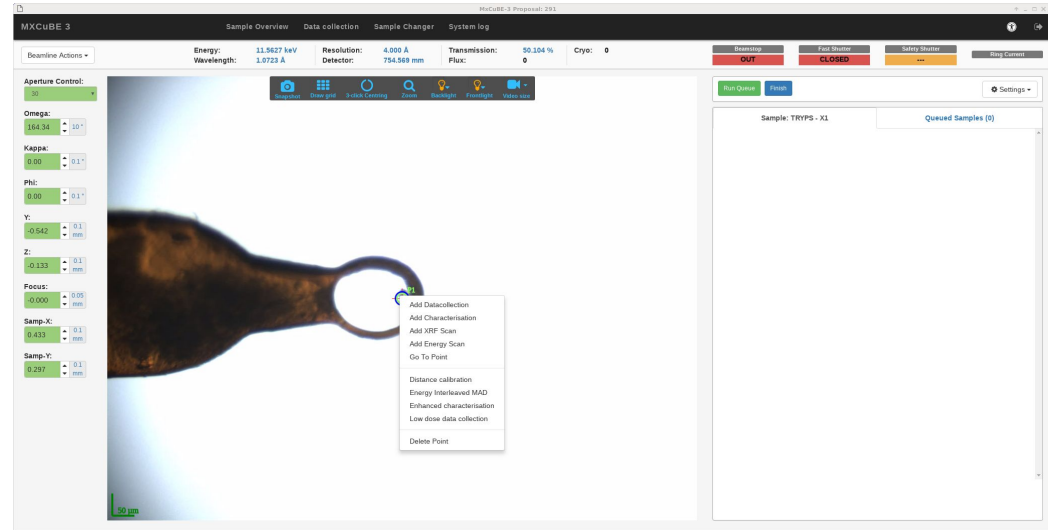 MxCuBE-3 Proposal: 291
MXCuBE 3
Sample Overview
Data collection
Sample Changer
System log
Beamline Actions
Energy: 11.5627 keV
Wavelength: 1.0723 Å
Resolution: 4.000 Å
Detector: 754.569 mm
Transmission: 50.104 %
Flux: 0
Cryo: 0
Beamstop
OUT
Fast Shutter
CLOSED
Safety Shutter
---
Ring Current
Aperture Control:
30
Omega:
164.34 10 °
Kappa:
0.00 0.1 °
Phi:
0.00 0.1 °
Y:
-0.542 0.1 mm
Z:
-0.133 0.1 mm
Focus:
-0.000 0.05 mm
Samp-X:
0.433 0.1 mm
Samp-Y:
0.297 0.1 mm
Snapshot
Draw grid
3-click Centring
Zoom
Backlight
Frontlight
Video size
P1
Add Datacollection
Add Characterisation
Add XRF Scan
Add Energy Scan
Go To Point
Distance calibration
Energy Interleaved MAD
Enhanced characterisation
Low dose data collection
Delete Point
50 µm
Run Queue
Finish
Settings
Sample: TRYPS - X1
Queued Samples (0)